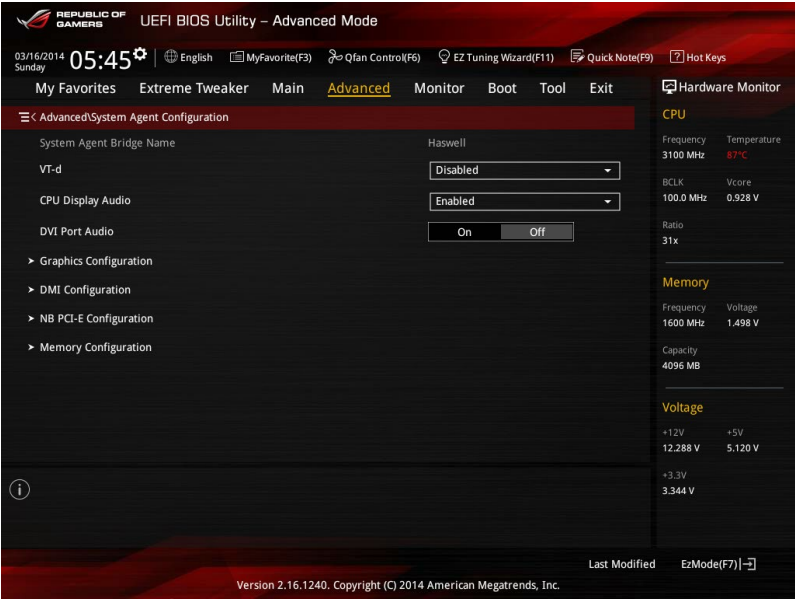 REPUBLIC OF
GAMERS
UEFI BIOS Utility – Advanced Mode
03/16/2014
Sunday
05:45
English
MyFavorite(F3)
Qfan Control(F6)
EZ Tuning Wizard(F11)
Quick Note(F9)
? Hot Keys
My Favorites
Extreme Tweaker
Main
Advanced
Monitor
Boot
Tool
Exit
Advanced\System Agent Configuration
System Agent Bridge Name
Haswell
VT-d
Disabled
CPU Display Audio
Enabled
DVI Port Audio
On
Off
> Graphics Configuration
> DMI Configuration
> NB PCI-E Configuration
> Memory Configuration
Hardware Monitor
CPU
Frequency Temperature
3100 MHz 87°C
BCLK Vcore
100.0 MHz 0.928 V
Ratio
31x
Memory
Frequency Voltage
1600 MHz 1.498 V
Capacity
4096 MB
Voltage
+12V +5V
12.288 V 5.120 V
+3.3V
3.344 V
Last Modified
EzMode(F7)
Version 2.16.1240. Copyright (C) 2014 American Megatrends, Inc.